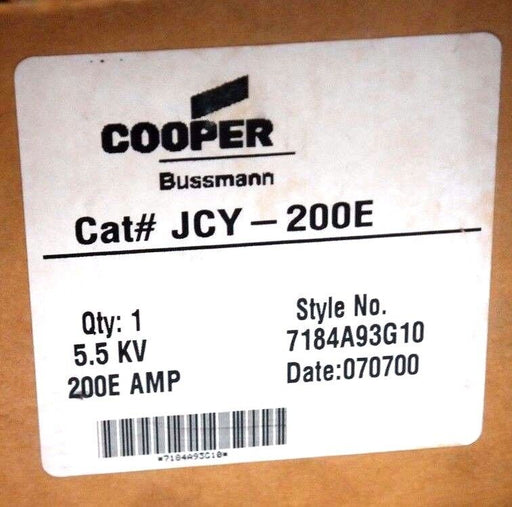 COOPER
Bussmann
Cat# JCY-200E
Qty: 1
5.5 KV
200E AMP
Style No.
7184A93G10
Date:070700
*7184A93G10*